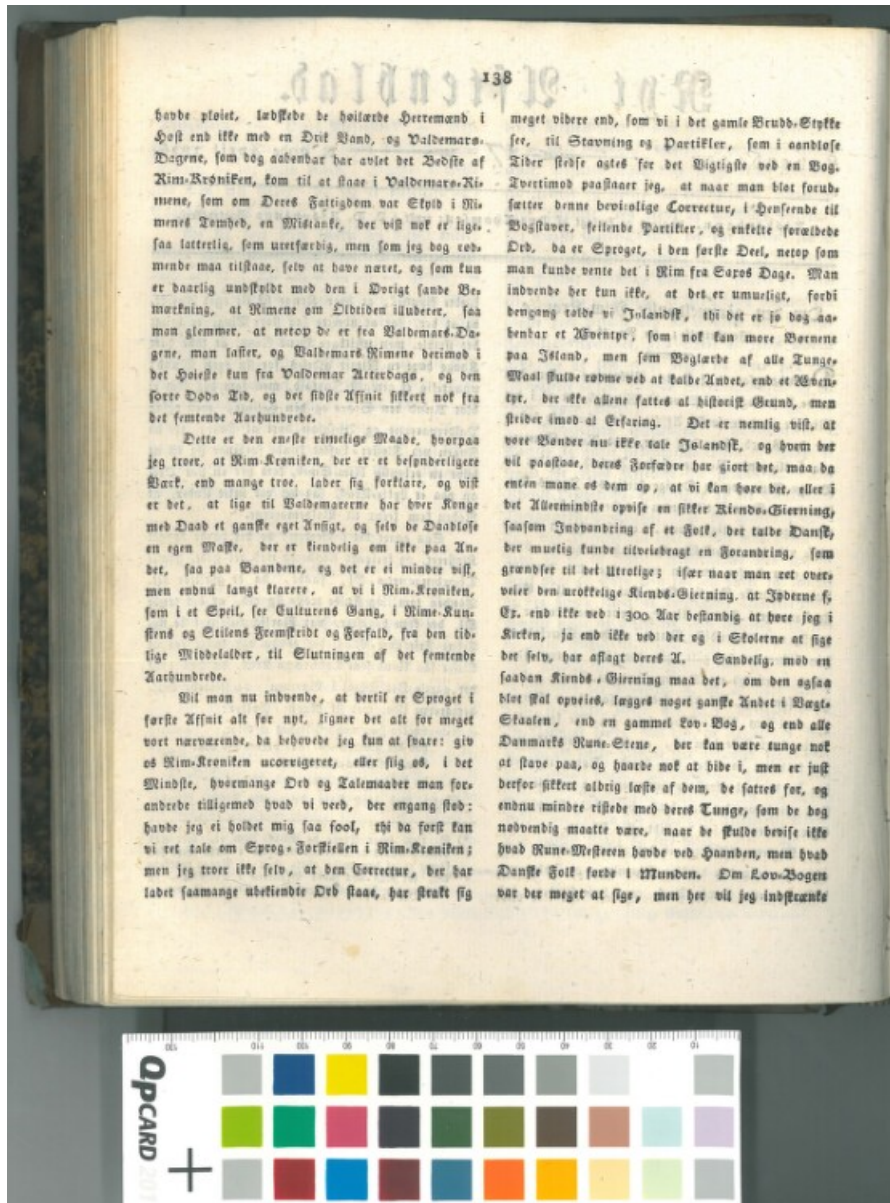 138
havde pløiet, lædskede de høilærde Herremænd i
Høst end ikke med en Drik Vand, og Valdemars-
Dagene, som dog aabenbar har avlet det Bedste af
Rim-Krøniken, kom til at staae i Valdemars-Ri-
mene, som om Deres Fattigdom var Skyld i Ri-
menes Tomhed, en Mistanke, der vist nok er lige-
saa latterlig, som uretfærdig, men som jeg dog rød-
mende maa tilstaae, selv at have næret, og som kun
er daarlig undskyldt med den i Øvrigt sande Be-
mærkning, at Rimene om Oldtiden illuderer, saa
man glemmer, at netop de er fra Valdemars-Da-
gene, man laster, og Valdemars Rimene derimod i
det Høieste kun fra Valdemar Atterdags, og den
sorte Døds Tid, og det sidste Afsnit sikkert nok fra
det femtende Aarhundrede.
Dette er den eneste rimelige Maade, hvorpaa
jeg troer, at Rim-Krøniken, der er et besynderligere
Værk, end mange troe, lader sig forklare, og vist
er det, at lige til Valdemarerne har hver Konge
med Daad et ganske eget Ansigt, og selv de Daadløse
en egen Maske, der er kiendelig om ikke paa An-
det, saa paa Baandene, og det er ei mindre vist,
men endnu langt klarere, at vi i Rim-Krøniken,
som i et Speil, see Culturens Gang, i Rime-Kun-
stens og Stilens Fremskridt og Forfald, fra den tid-
lige Middelalder, til Slutningen af det femtende
Aarhundrede.
Vil man nu indvende, at dertil er Sproget i
første Afsnit alt for nyt, ligner det alt for meget
vort nærværende, da behøvede jeg kun at svare: giv
os Rim-Krøniken ucorrigeret, eller siig os, i det
Mindste, hvormange Ord og Talemaader man for-
andrede tilligemed hvad vi veed, der engang stod:
havde jeg ei holdet mig saa fool, thi da først kan
vi ret tale om Sprog-Forskiellen i Rim-Krøniken;
men jeg troer ikke selv, at den Correctur, der har
ladet saamange ubekiendte Ord staae, har strakt sig
meget videre end, som vi i det gamle Brudd-Stykke
see, til Stavning og Partikler, som i aandløse
Tider stedse agtes for det Vigtigste ved en Bog.
Tvertimod paastaaer jeg, at naar man blot forud-
sætter denne beviislige Correctur, i Henseende til
Bogstaver, feilende Partikler, og enkelte forældede
Ord, da er Sproget, i den første Deel, netop som
man kunde vente det i Rim fra Saxos Dage. Man
indvende her kun ikke, at det er umueligt, fordi
dengang talde vi Islandsk, thi det er jo dog aa-
benbar et Æventyr, som nok kan more Børnene
paa Island, men som Boglærde af alle Tunge-
Maal skulde rødme ved at kalde Andet, end et Æven-
tyr, der ikke allene fattes al historisk Grund, men
strider imod al Erfaring. Det er nemlig vist, at
vore Bønder nu ikke tale Islandsk, og hvem der
vil paastaae, deres Forfædre har giort det, maa da
enten mane os dem op, at vi kan høre det, eller i
det Allermindste opvise en sikker Kiends-Gierning,
saasom Indvandring af et Folk, der talde Dansk,
der muelig kunde tilveiebragt en Forandring, som
grændser til det Utrolige; især naar man ret over-
veier den urokkelige Kiends-Gierning, at Jyderne f.
Ex. end ikke ved 1300 Aar bestandig at høre jeg i
Kirken, ja end ikke ved der og i Skolerne at sige
det selv, har aflagt deres A. Sandelig, mod en
saadan Kiends-Gierning maa det, om den ogsaa
blot skal opveies, lægges noget ganske Andet i Vægt-
Skaalen, end en gammel Lov-Bog, og end alle
Danmarks Rune-Stene, der kan være tunge nok
at stave paa, og haarde nok at bide i, men er just
derfor sikkert aldrig læste af dem, de sattes for, og
endnu mindre ristede med deres Tunge, som de dog
nødvendig maatte være, naar de skulde bevise ikke
hvad Rune-Mesteren havde ved Haanden, men hvad
Danske Folk førde i Munden. Om Lov-Bogen
var der meget at sige, men her vil jeg indskrænke
QPCARD 201